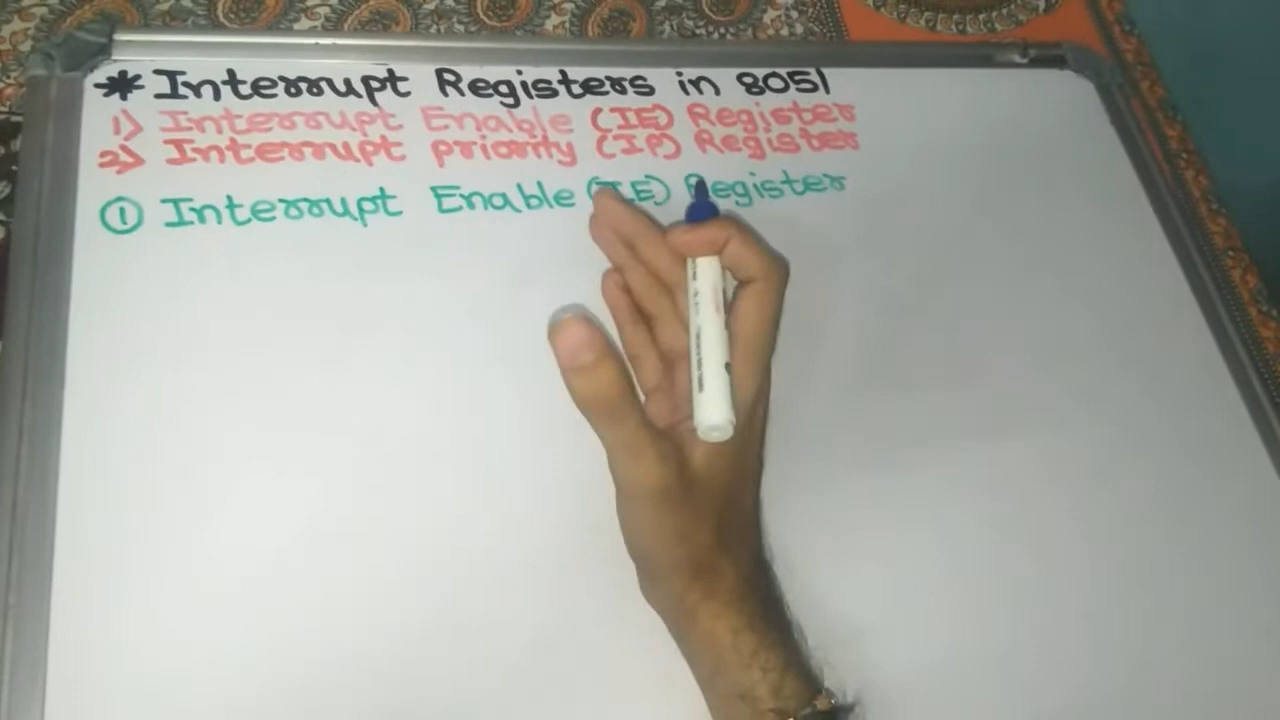 * Interrupt Registers in 8051
1) Interrupt Enable (IE) Register
2) Interrupt priority (IP) Register
① Interrupt Enable (IE) Register